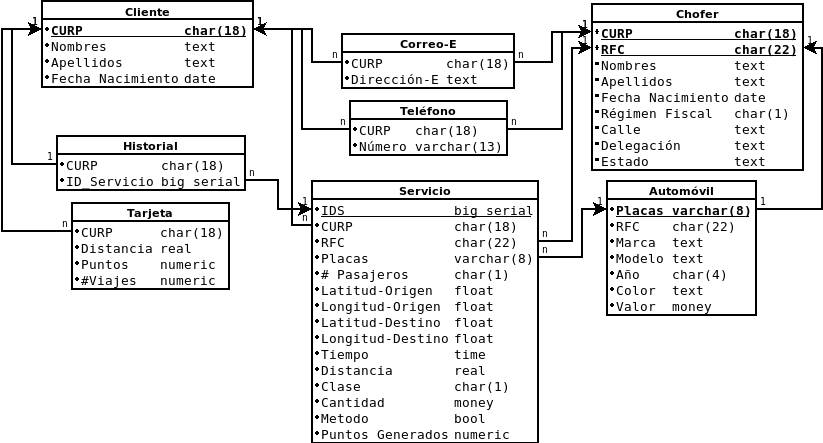 Cliente
CURP char(18)
Nombres text
Apellidos text
Fecha Nacimiento date
Correo-E
CURP char(18)
Dirección-E text
Teléfono
CURP char(18)
Número varchar(13)
Chofer
CURP char(18)
RFC char(22)
Nombres text
Apellidos text
Fecha Nacimiento date
Régimen Fiscal char(1)
Calle text
Delegación text
Estado text
Historial
CURP char(18)
ID_Servicio big serial
Tarjeta
CURP char(18)
Distancia real
Puntos numeric
#Viajes numeric
Servicio
IDS big serial
CURP char(18)
RFC char(22)
Placas varchar(8)
# Pasajeros char(1)
Latitud-Origen float
Longitud-Origen float
Latitud-Destino float
Longitud-Destino float
Tiempo time
Distancia real
Clase char(1)
Cantidad money
Metodo bool
Puntos Generados numeric
Automóvil
Placas varchar(8)
RFC char(22)
Marca text
Modelo text
Año char(4)
Color text
Valor money
1
1
n
n
n
n
1
1
1
1
n
n
1
n
n
n
1
1